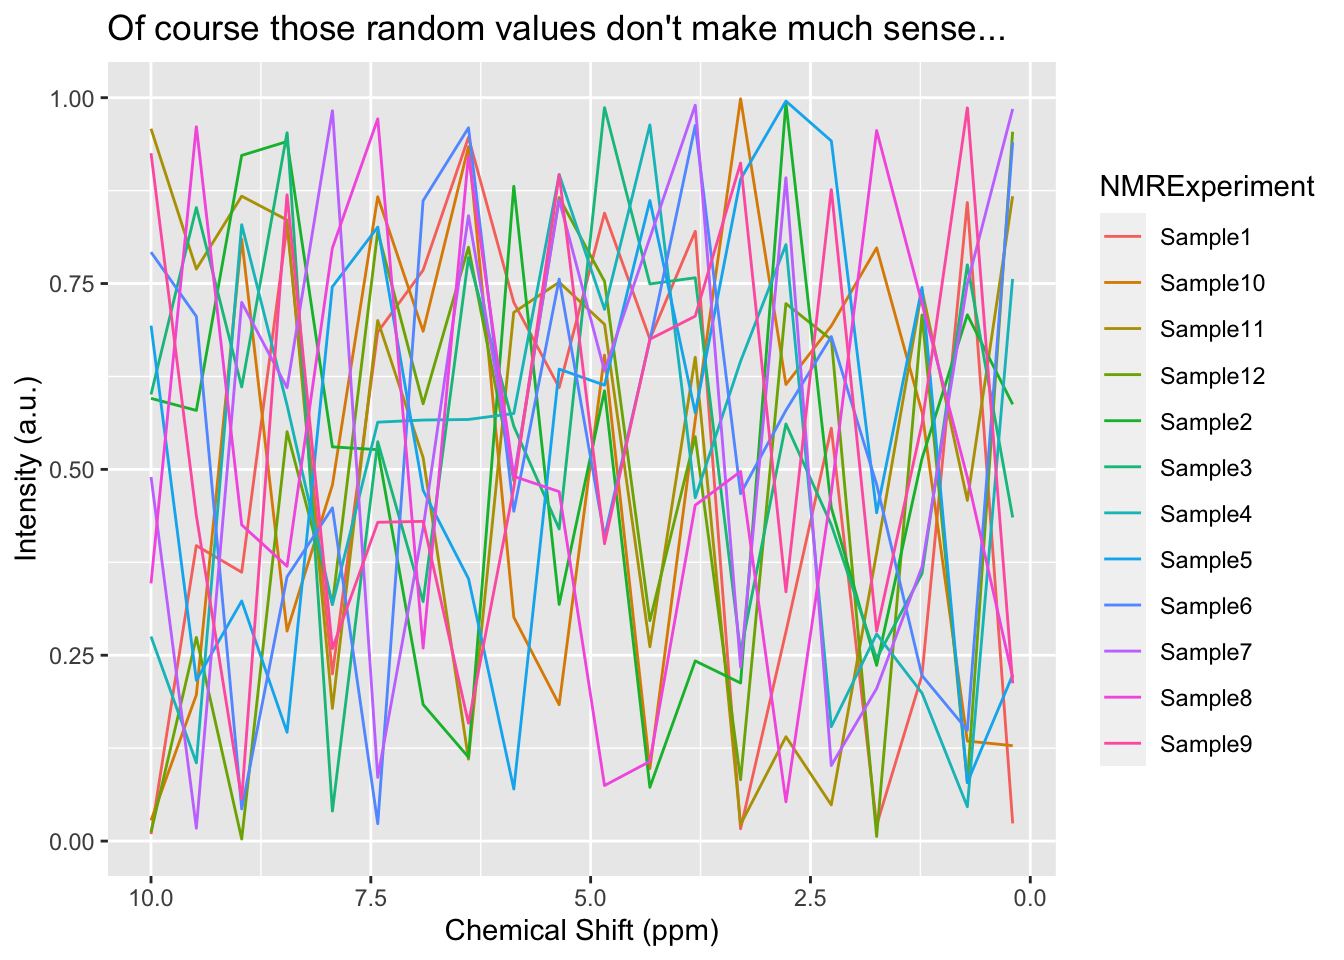 Of course those random values don't make much sense...
1.00
0.75
0.50
0.25
0.00
Intensity (a.u.)
10.0 7.5 5.0 2.5 0.0
Chemical Shift (ppm)
NMRExperiment
Sample1
Sample10
Sample11
Sample12
Sample2
Sample3
Sample4
Sample5
Sample6
Sample7
Sample8
Sample9